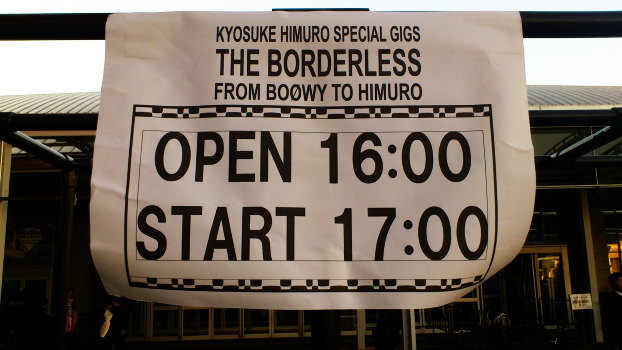 KYOSUKE HIMURO SPECIAL GIGS
THE BORDERLESS
FROM BOØWY TO HIMURO
OPEN 16:00
START 17:00